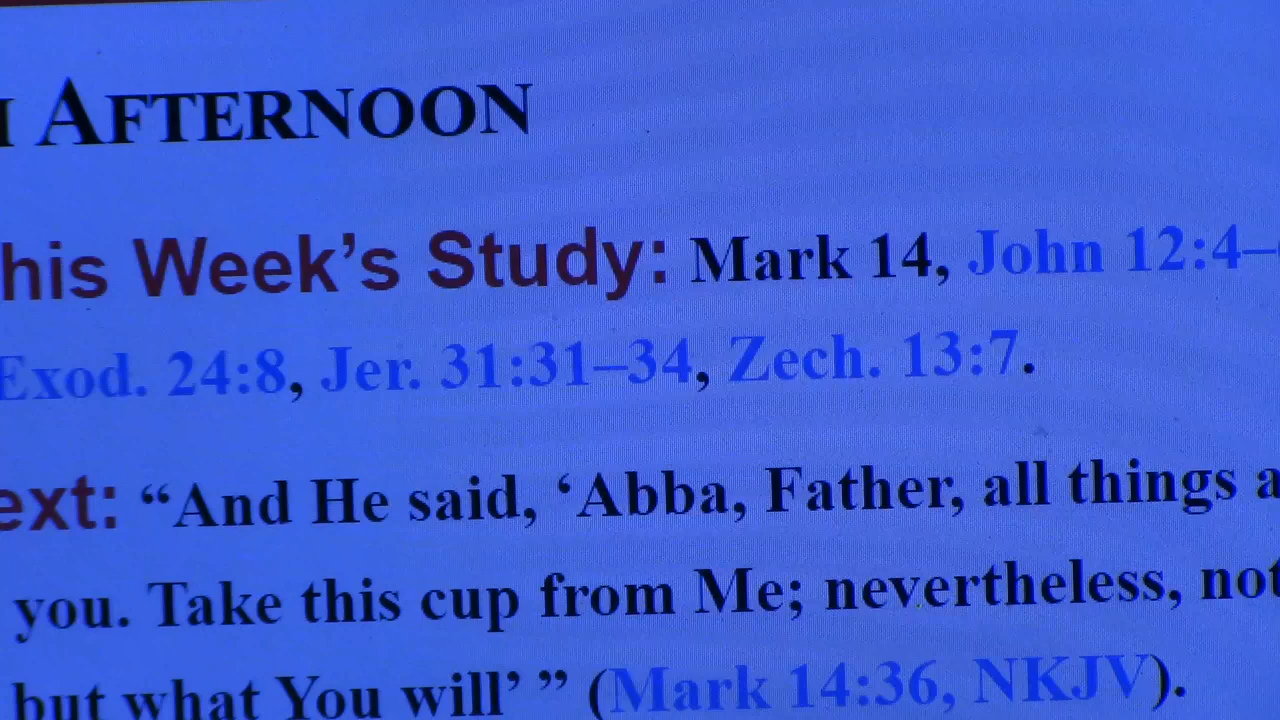 AFTERNOON
his Week's Study: Mark 14, John 12:4–
Exod. 24:8, Jer. 31:31–34, Zech. 13:7.
ext: “And He said, ‘Abba, Father, all things a
you. Take this cup from Me; nevertheless, not
but what You will’ ” (Mark 14:36, NKJV).